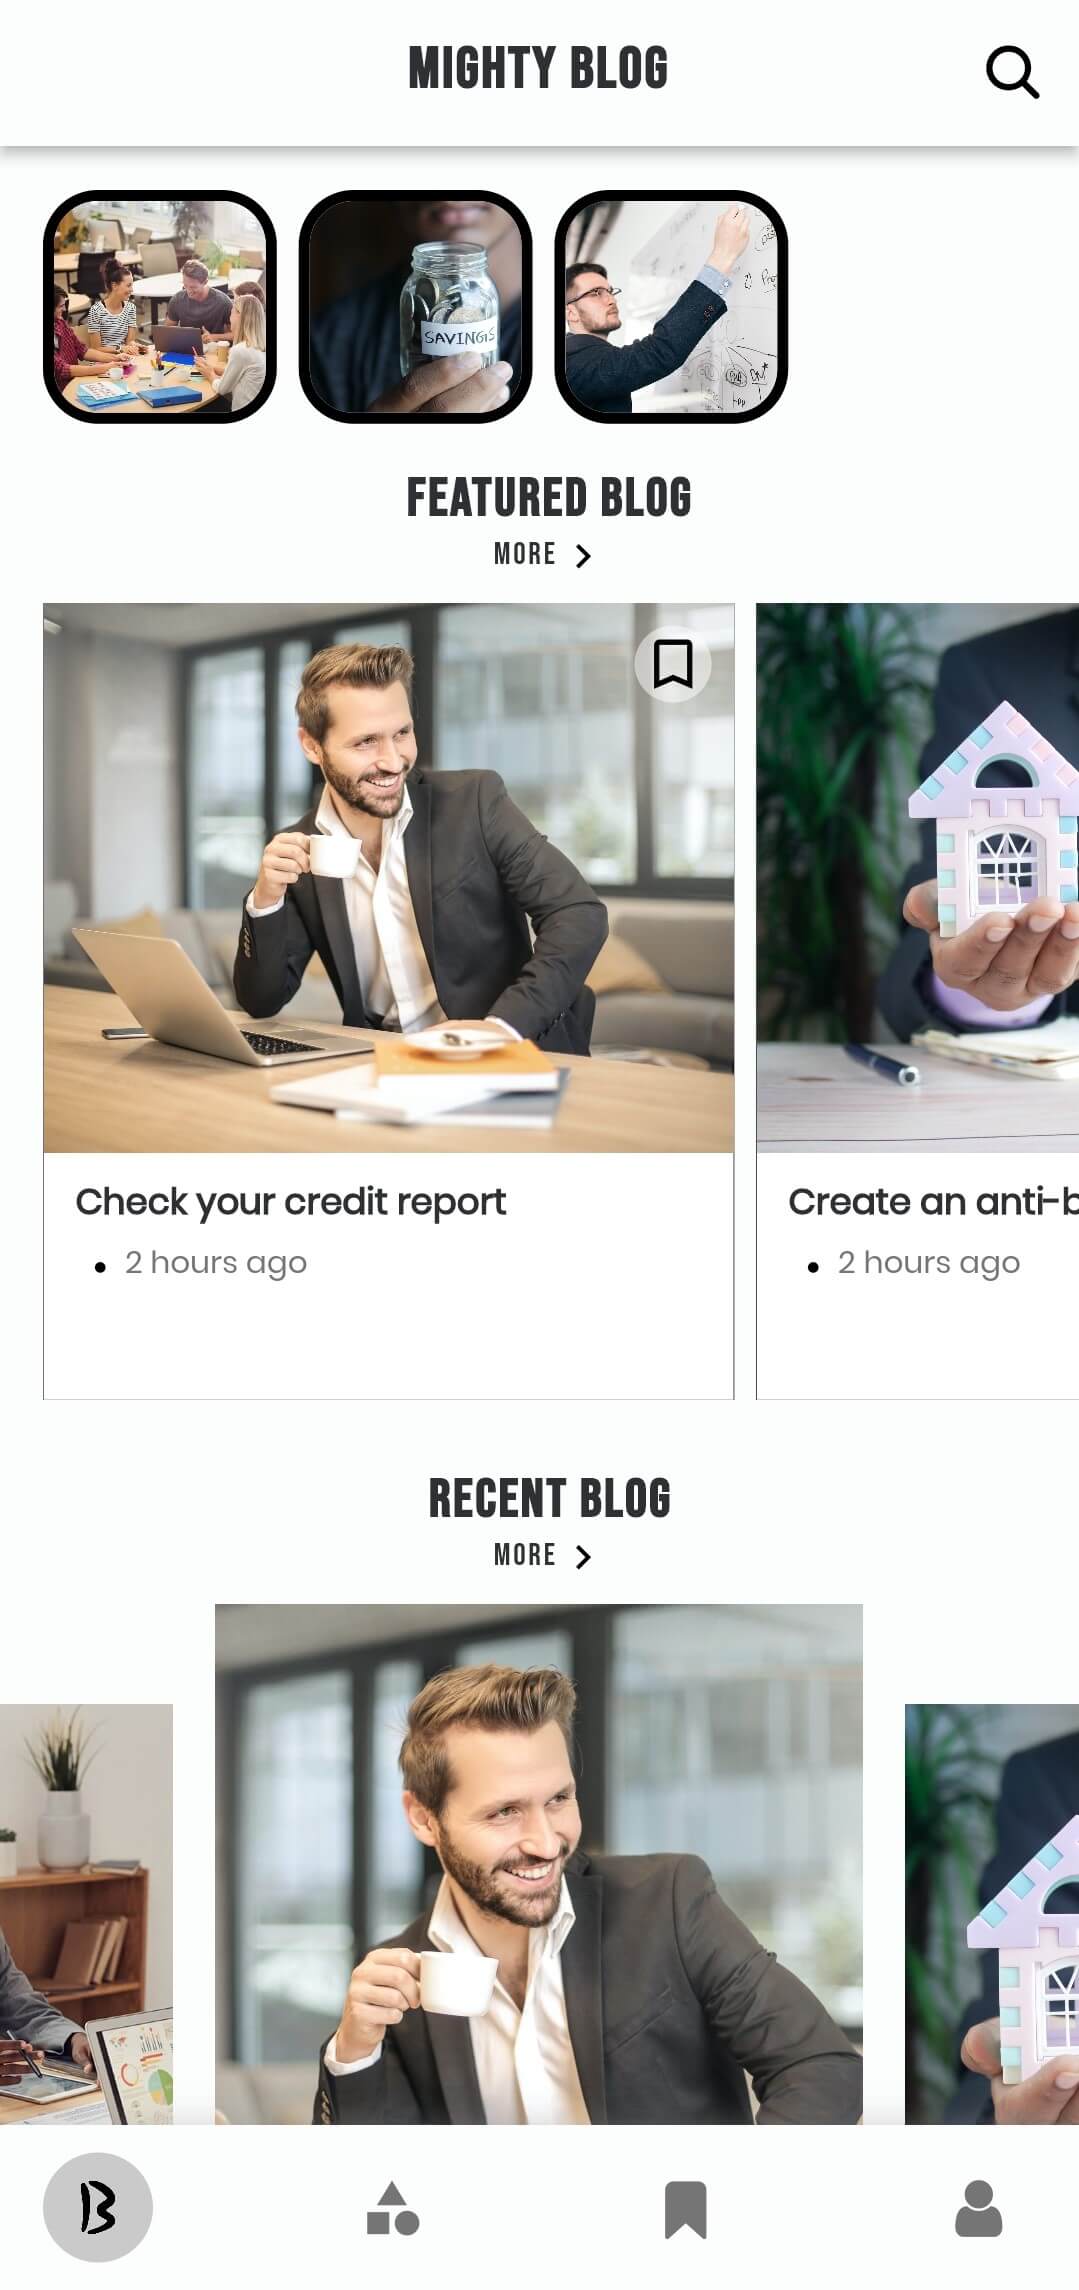 MIGHTY BLOG
SAVINGS
FEATURED BLOG
MORE
Check your credit report
• 2 hours ago
Create an anti-b
• 2 hours ago
RECENT BLOG
MORE
B